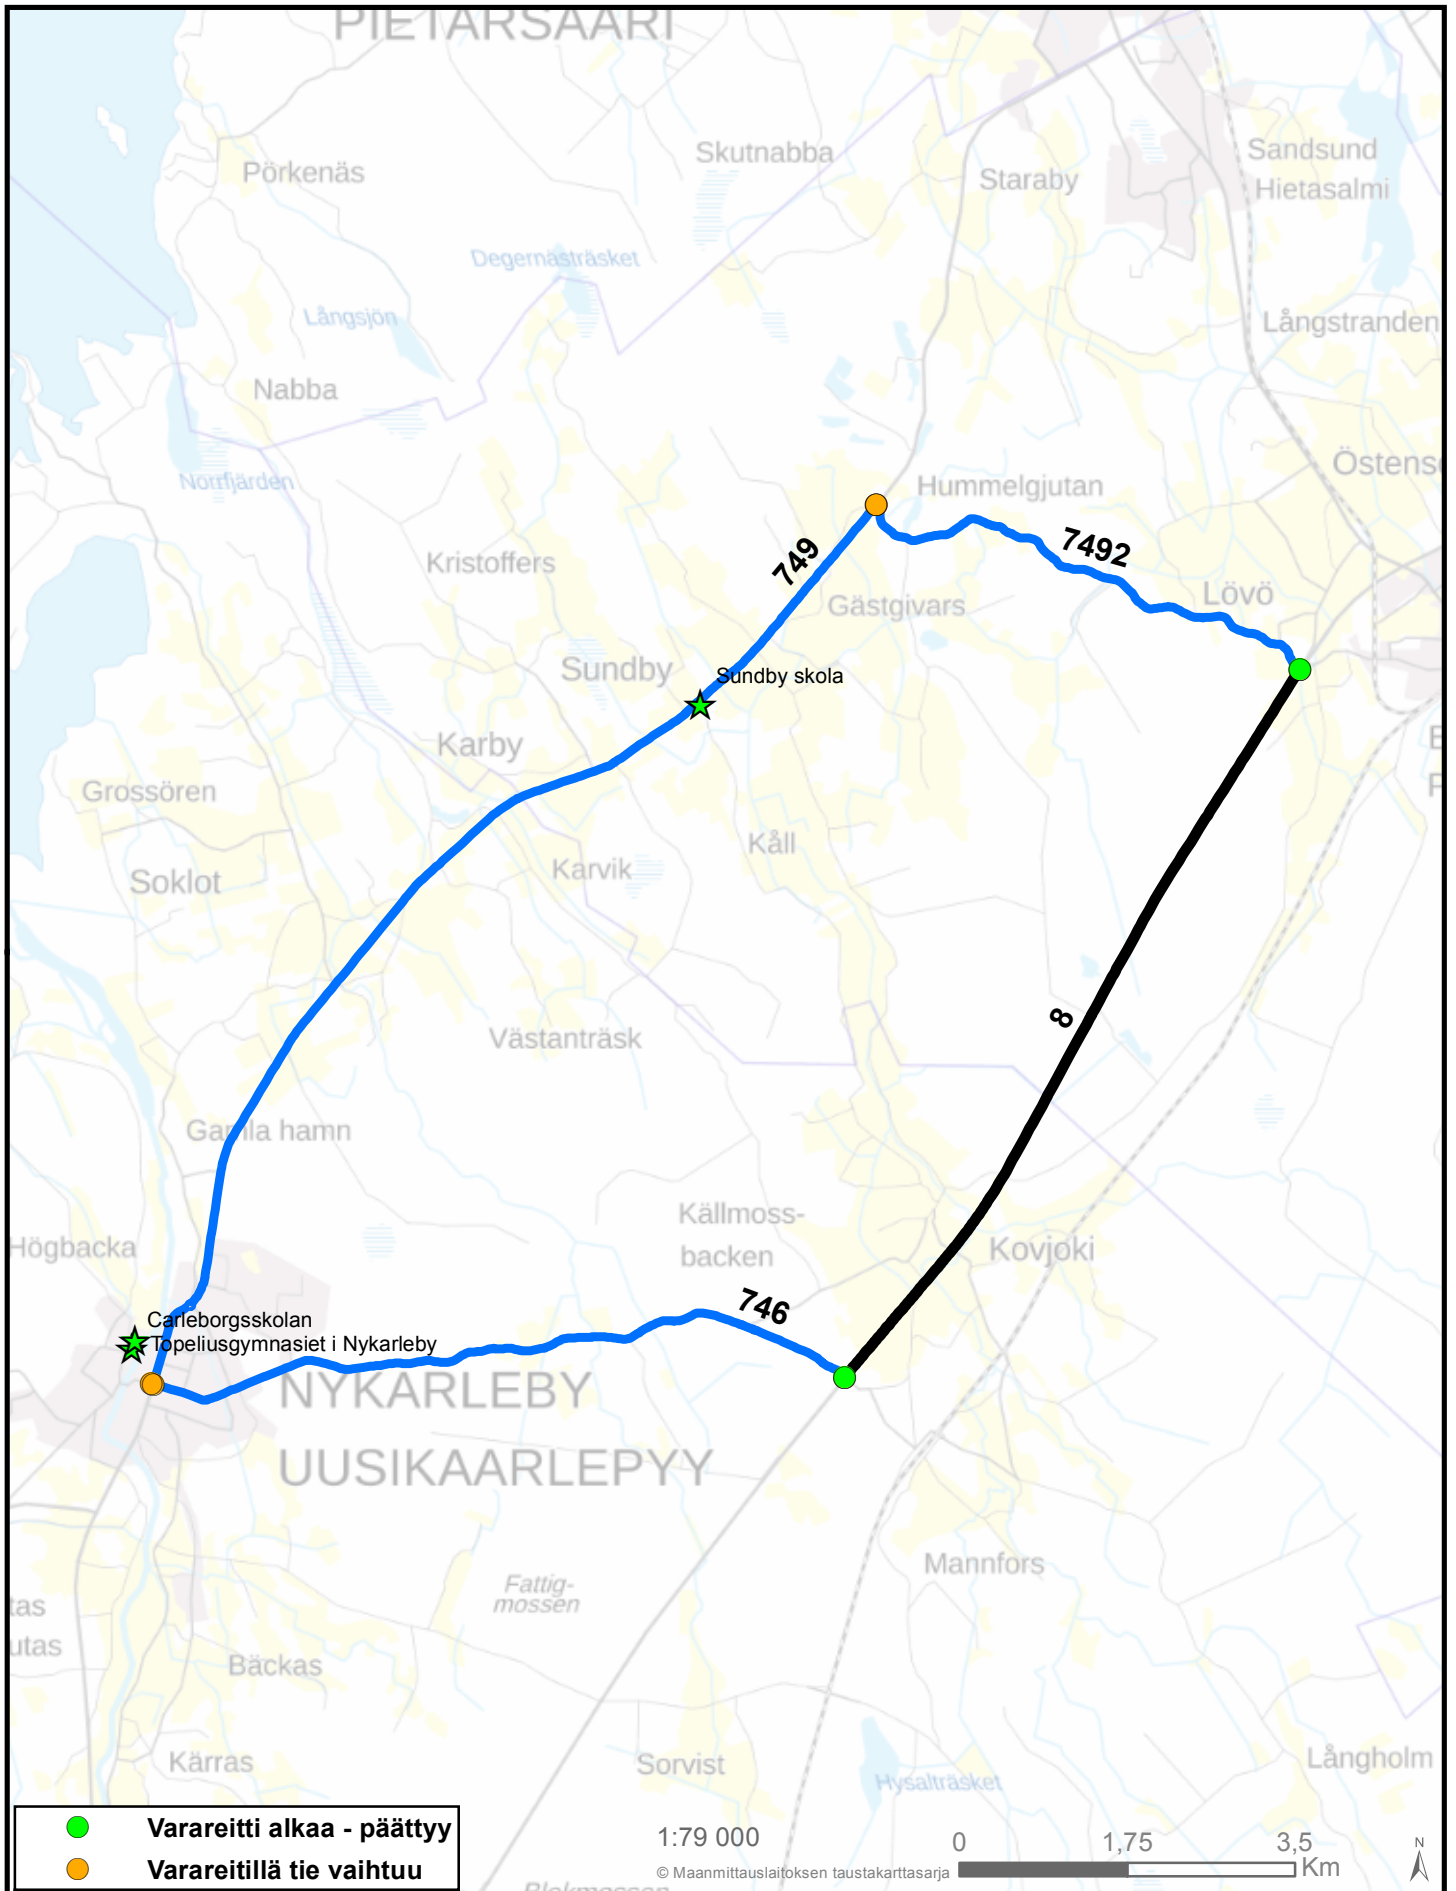 PIETARSAARI
Skutnabba
Sandsund
Hietasalmi
Pörkenäs
Staraby
Degernästräsket
Långsjön
Långstranden
Nabba
Östens
Norrfjärden
Hummelgjutan
7492
749
Kristoffers
Lövö
Gästgivars
Sundby
Sundby skola
Karby
Grossören
Kåll
Karvik
Soklot
8
Västanträsk
Gamla hamn
Källmoss-
backen
Högbacka
Kovjoki
746
Carleborgsskolan
Topeliusgymnasiet i Nykarleby
NYKARLEBY
UUSIKAARLEPYY
Mannfors
Fattig-
mossen
tas
utas
Bäckas
Kärras
Sorvist
Långholm
Hysalträsket
Varareitti alkaa - päättyy
Varareitillä tie vaihtuu
1:79 000
0 1,75 3,5
Km
N
© Maanmittauslaitoksen taustakarttasarja